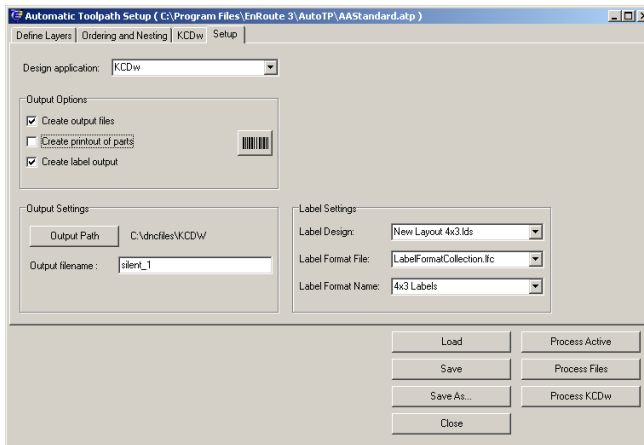 Automatic Toolpath Setup ( C:\Program Files\EnRoute 3\AutoTP\AAStandard.atp )
Define Layers Ordering and Nesting KCDw Setup
Design application: KCDw
Output Options
Create output files
Create printout of parts
Create label output
Output Settings
Output Path C:\dncfiles\KCDW
Output filename : silent_1
Label Settings
Label Design: New Layout 4x3.lds
Label Format File: LabelFormatCollection.lfc
Label Format Name: 4x3 Labels
Load Process Active
Save Process Files
Save As... Process KCDw
Close